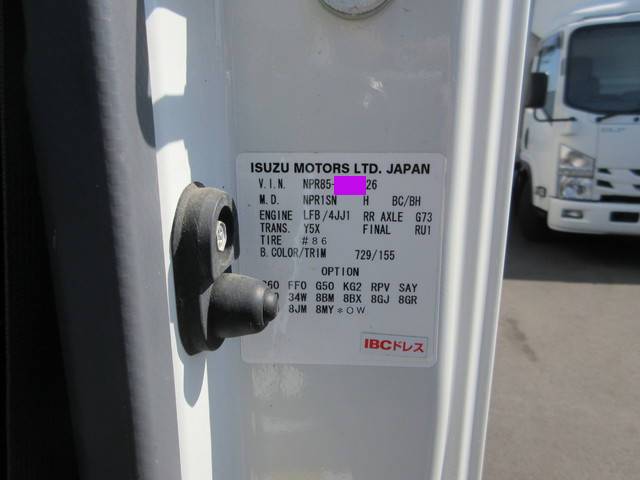 ISUZU MOTORS LTD. JAPAN
V.I.N. NPR85- 26
M.D. NPR1SN H BC/BH
ENGINE LFB/4JJ1 RR AXLE G73
TRANS. Y5X FINAL RU1
TIRE #86
B.COLOR/TRIM 729/155
OPTION
FF0 G50 KG2 RPV SAY
34W 8BM 8BX 8GJ 8GR
8JM 8MY*OW
IBCドレス